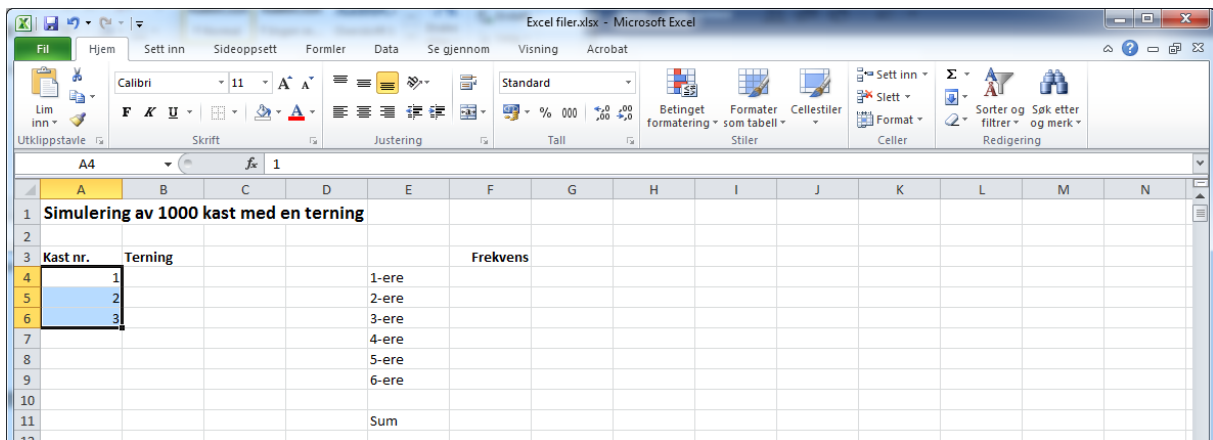 Excel filer.xlsx - Microsoft Excel
Fil Hjem Sett inn Sideoppsett Formler Data Se gjennom Visning Acrobat
Lim inn
Utklippstavle
Calibri 11 A A
F K U A
Skrift
Justering
Standard
% 000 ,00 ,00 ,0
Tall
Betinget formatering
Formater som tabell
Cellestiler
Stiler
Sett inn
Slett
Format
Celler
Σ
Sorter og filtrer
Søk etter og merk
Redigering
A4 fx 1
A B C D E F G H I J K L M N
1 Simulering av 1000 kast med en terning
2
3 Kast nr. Terning Frekvens
4 1 1-ere
5 2 2-ere
6 3 3-ere
7 4-ere
8 5-ere
9 6-ere
10
11 Sum